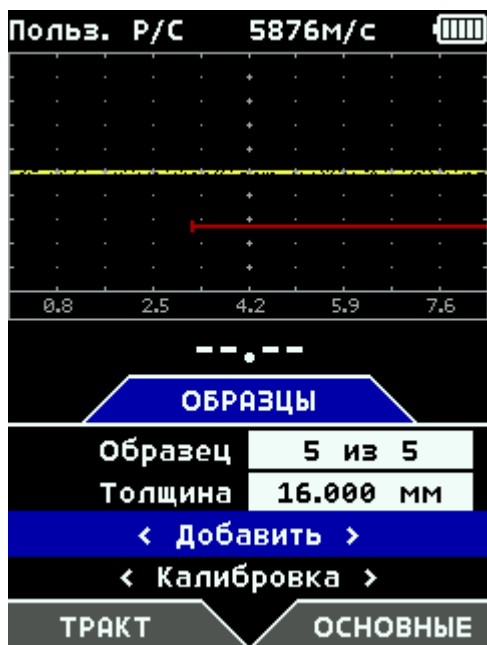 Польз. Р/С 5876м/с
0.8 2.5 4.2 5.9 7.6
--.--
ОБРАЗЦЫ
Образец 5 из 5
Толщина 16.000 мм
< Добавить >
< Калибровка >
ТРАКТ ОСНОВНЫЕ